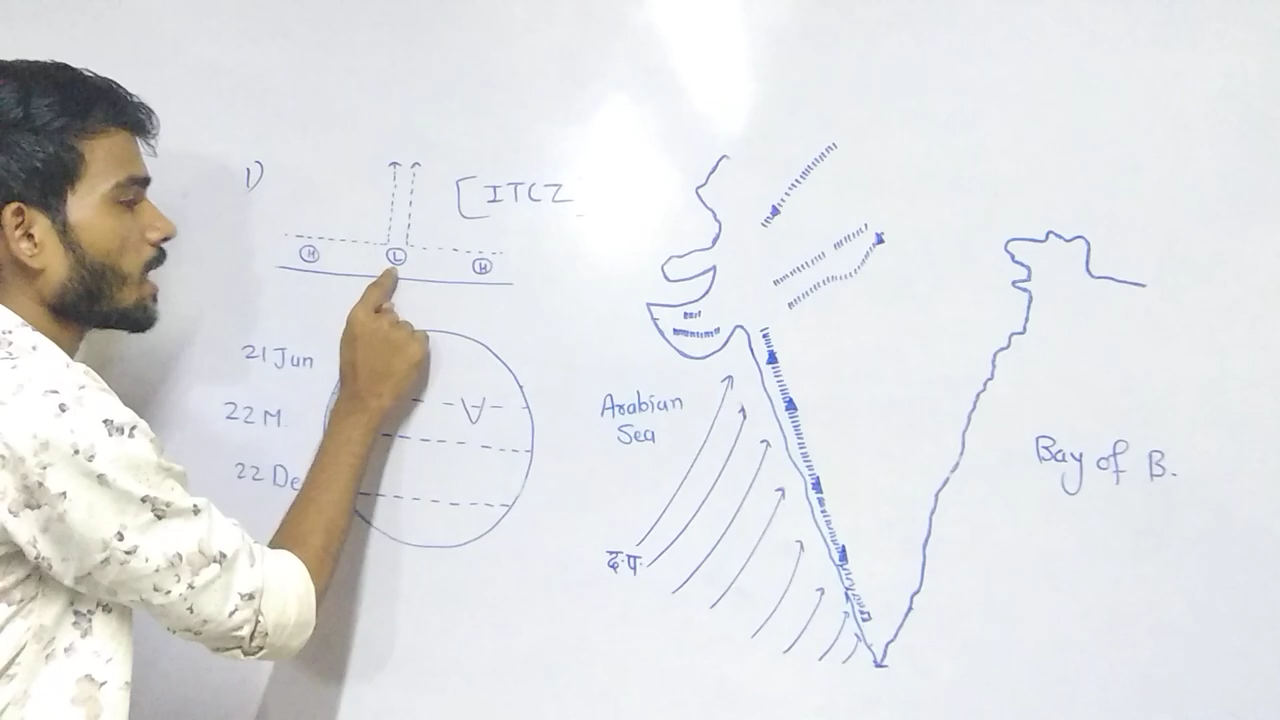 1)
[ITCZ
H L H
21 Jun
22 M.
22 De
A
Arabian
Sea
द.प.
Bay of B.